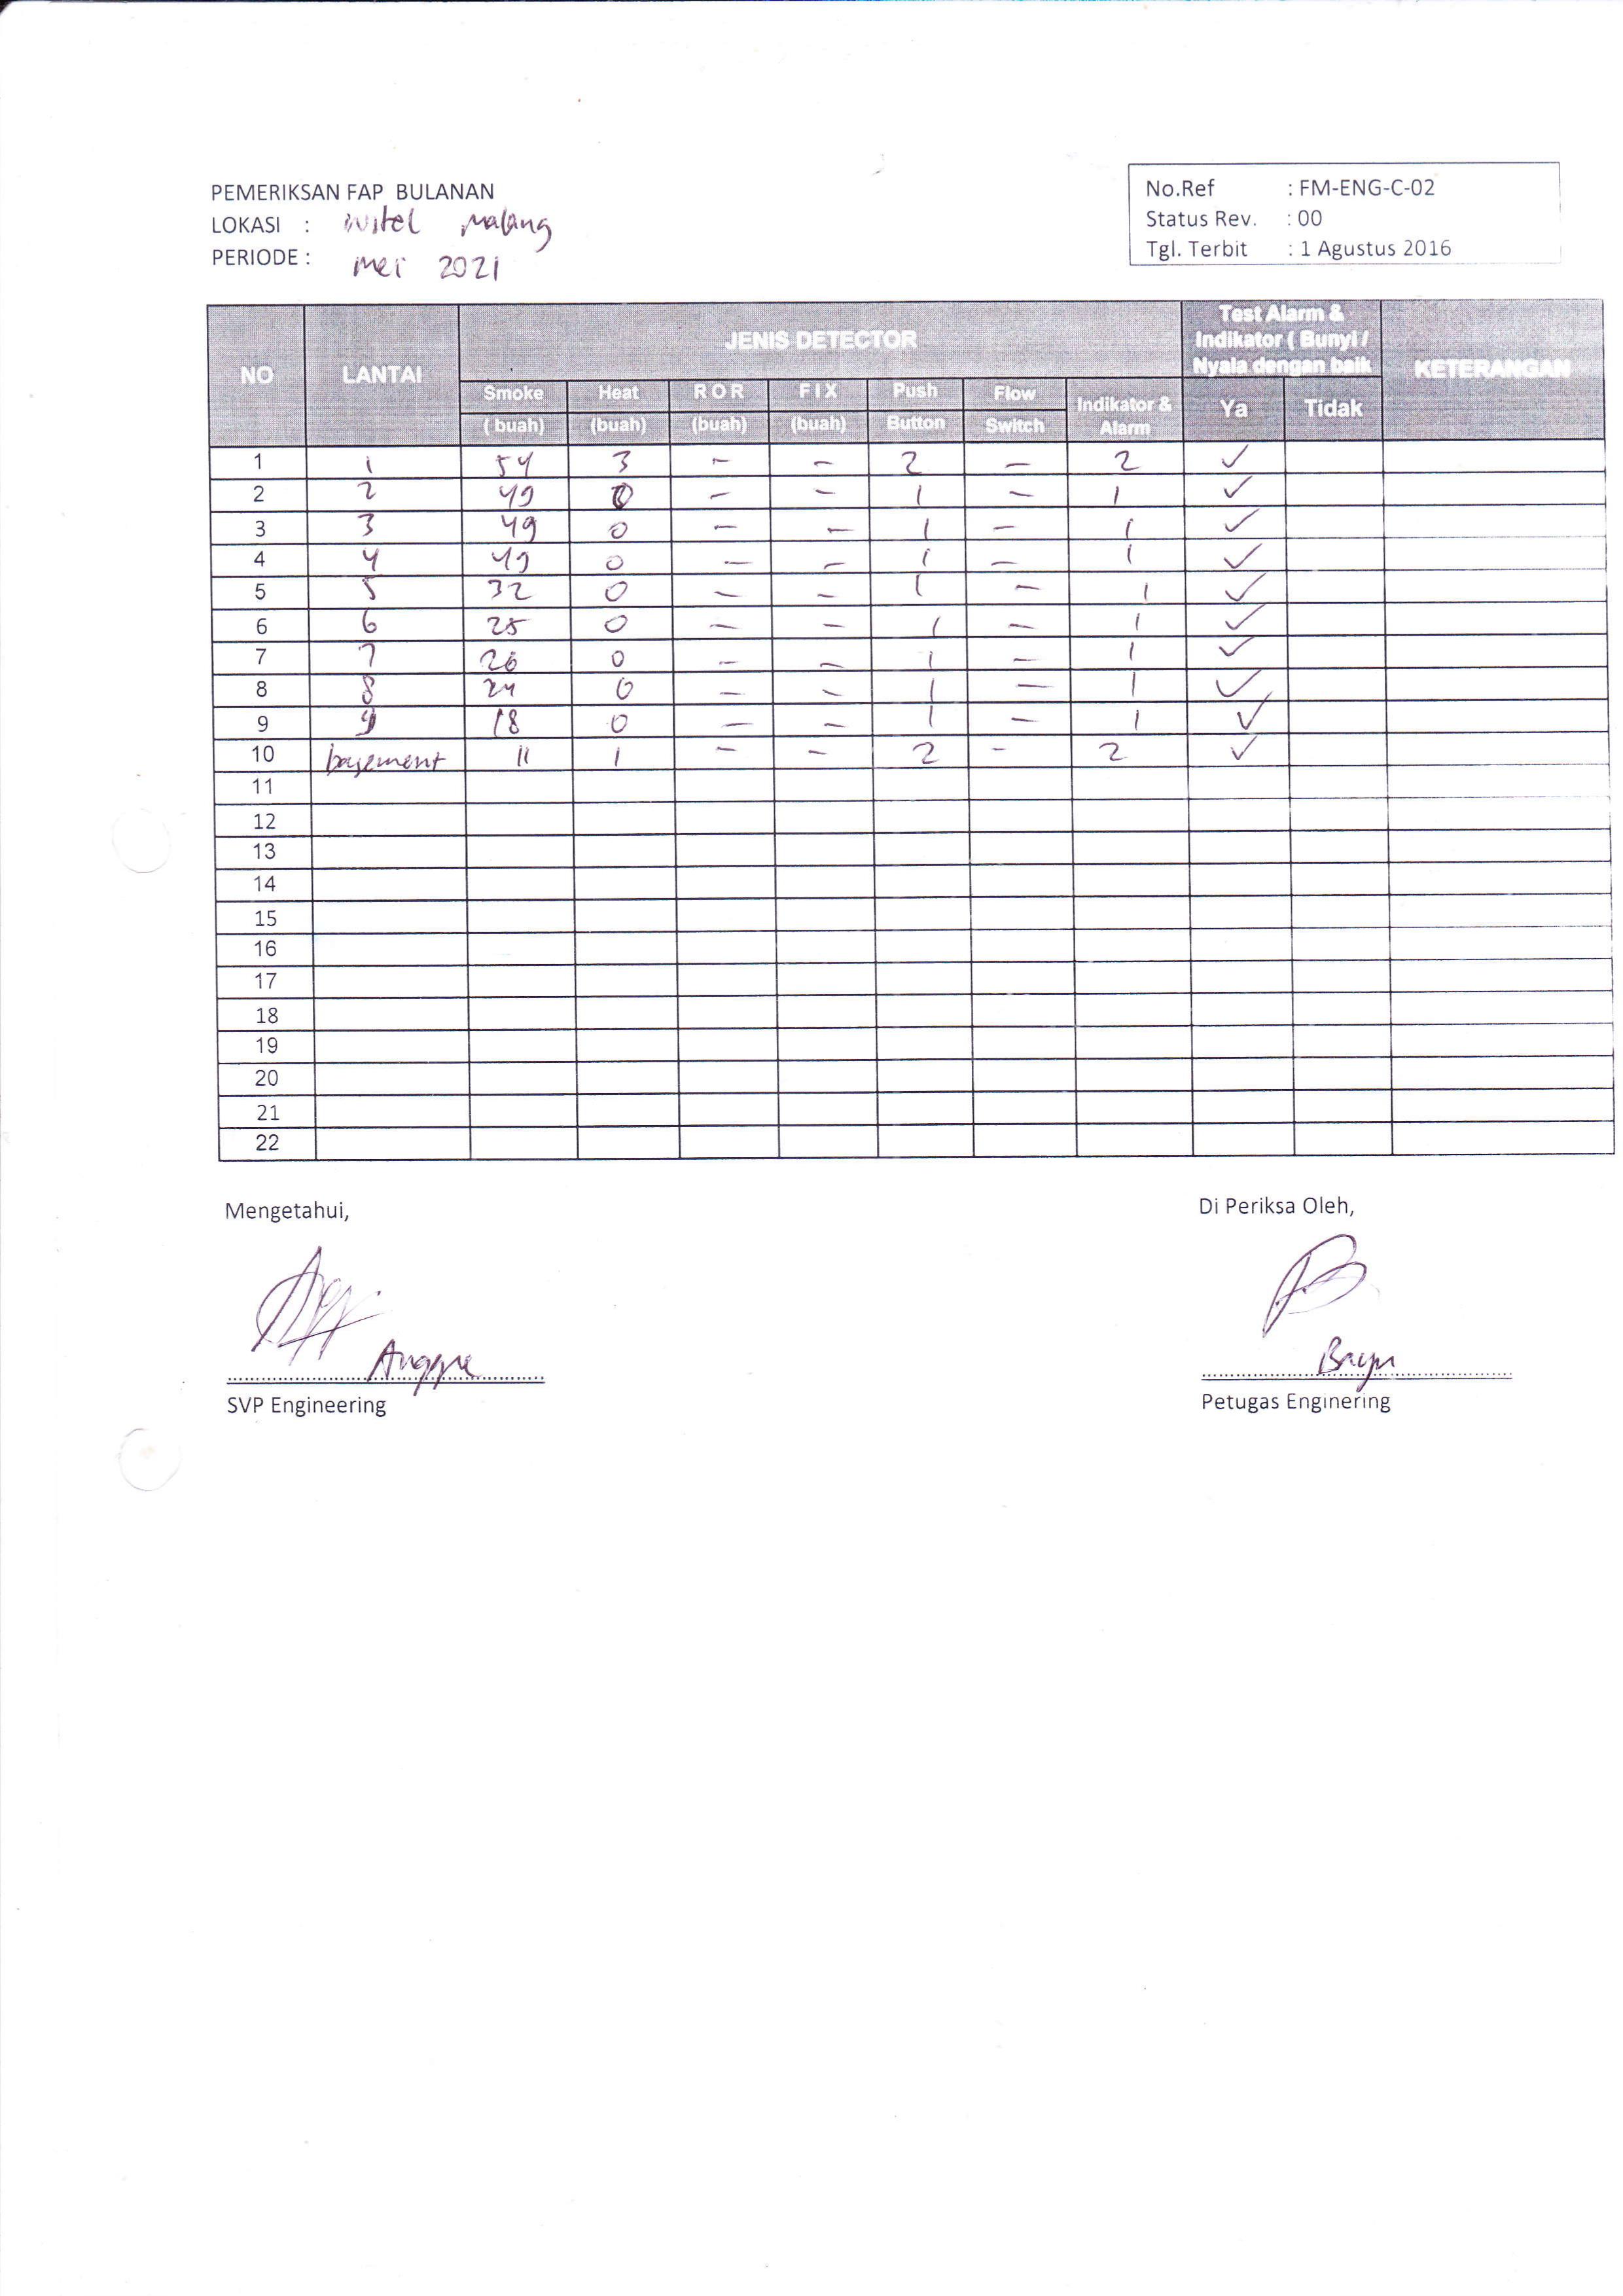 PEMERIKSAN FAP BULANAN
LOKASI : Witel Malang
PERIODE : Mei 2021
No.Ref : FM-ENG-C-02
Status Rev. : 00
Tgl. Terbit : 1 Agustus 2016
NO LANTAI JENIS DETECTOR Test Alarm & Indikator ( Bunyi / Nyala dengan baik KETERANGAN
Smoke ( buah) Heat (buah) R O R (buah) F I X (buah) Push Button Flow Switch Indikator & Alarm Ya Tidak
1 1 54 3 - - 2 - 2 ✓
2 2 49 0 - - 1 - 1 ✓
3 3 49 0 - - 1 - 1 ✓
4 4 49 0 - - 1 - 1 ✓
5 5 32 0 - - 1 - 1 ✓
6 6 25 0 - - 1 - 1 ✓
7 7 26 0 - - 1 - 1 ✓
8 8 24 0 - - 1 - 1 ✓
9 9 18 0 - - 1 - 1 ✓
10 basement 11 1 - - 2 - 2 ✓
11
12
13
14
15
16
17
18
19
20
21
22
Mengetahui,
Di Periksa Oleh,
Anggre
Bayu
SVP Engineering
Petugas Enginering